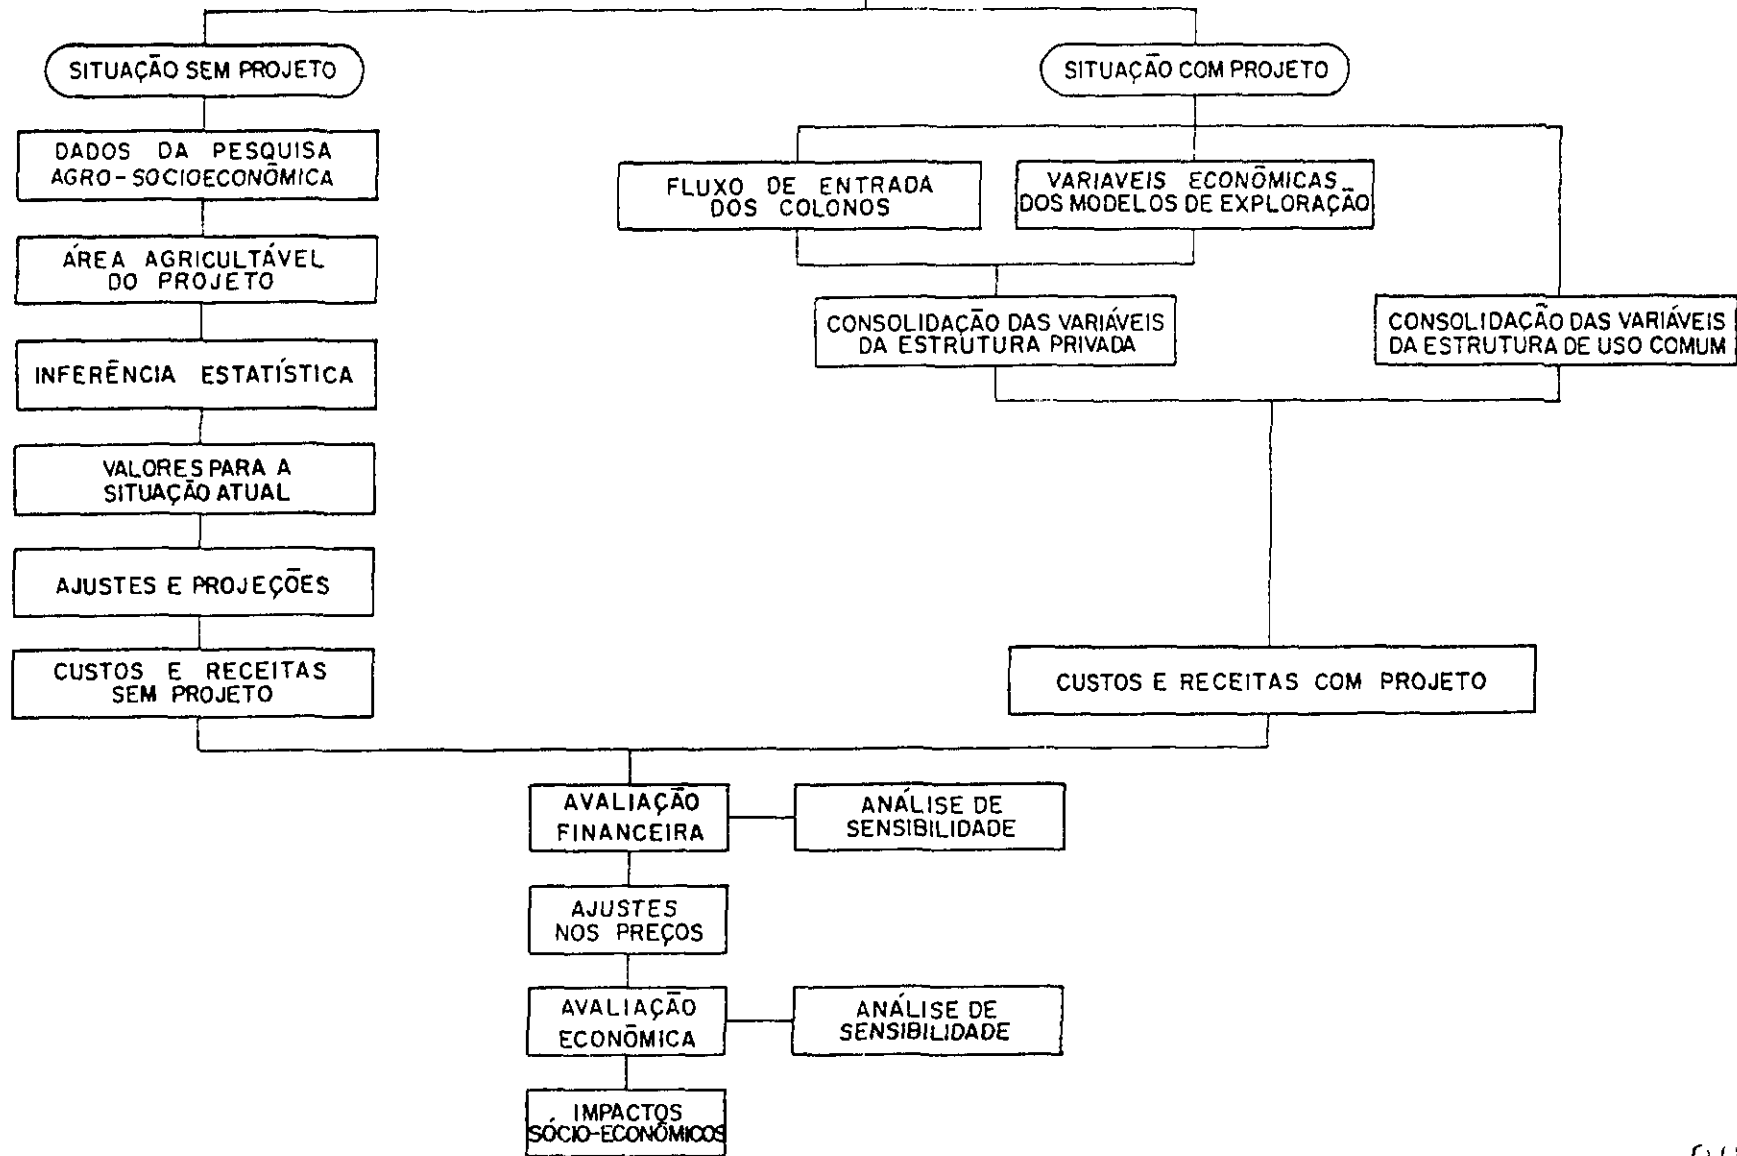 SITUAÇÃO SEM PROJETO
DADOS DA PESQUISA
AGRO-SOCIOECONÔMICA
ÁREA AGRICULTÁVEL
DO PROJETO
INFERÊNCIA ESTATÍSTICA
VALORES PARA A
SITUAÇÃO ATUAL
AJUSTES E PROJEÇÕES
CUSTOS E RECEITAS
SEM PROJETO
SITUAÇÃO COM PROJETO
FLUXO DE ENTRADA
DOS COLONOS
VARIAVEIS ECONÔMICAS
DOS MODELOS DE EXPLORAÇÃO
CONSOLIDAÇÃO DAS VARIÁVEIS
DA ESTRUTURA PRIVADA
CONSOLIDAÇÃO DAS VARIÁVEIS
DA ESTRUTURA DE USO COMUM
CUSTOS E RECEITAS COM PROJETO
AVALIAÇÃO
FINANCEIRA
ANÁLISE DE
SENSIBILIDADE
AJUSTES
NOS PREÇOS
AVALIAÇÃO
ECONÔMICA
ANÁLISE DE
SENSIBILIDADE
IMPACTOS
SÓCIO-ECONÔMICOS